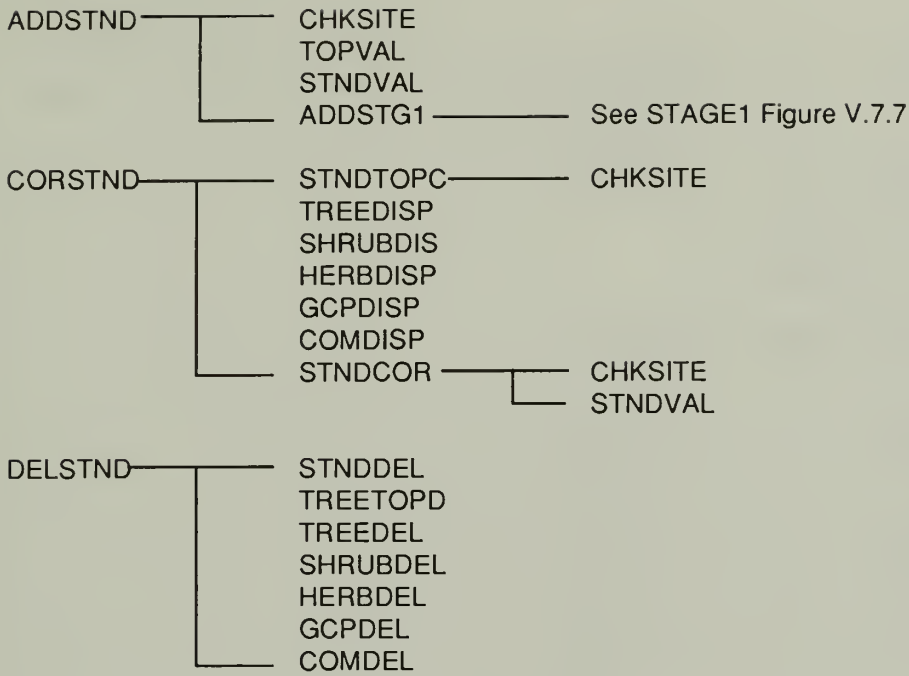 ADDSTND CHKSITE
TOPVAL
STNDVAL
ADDSTG1 See STAGE1 Figure V.7.7
CORSTND STNDTOPC CHKSITE
TREEDISP
SHRUBDIS
HERBDISP
GCPDISP
COMDISP
STNDCOR CHKSITE
STNDVAL
DELSTND STNDDEL
TREETOPD
TREEDEL
SHRUBDEL
HERBDEL
GCPDEL
COMDEL